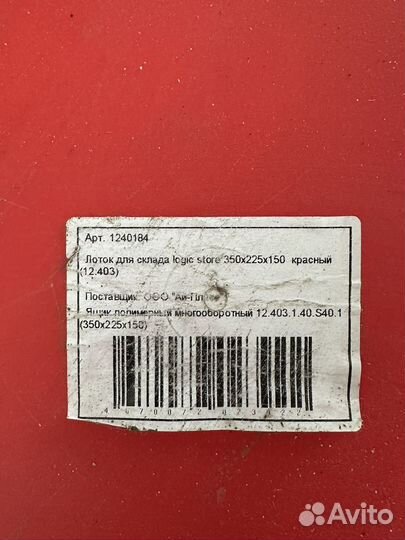 Арт. 1240184
Лоток для склада logic store 350x225x150 красный
(12.403)
Поставщик: ООО "Ай-Пл
Ящик полимерный многооборотный 12.403.1.40.S40.1
(350x225x150)
Avito